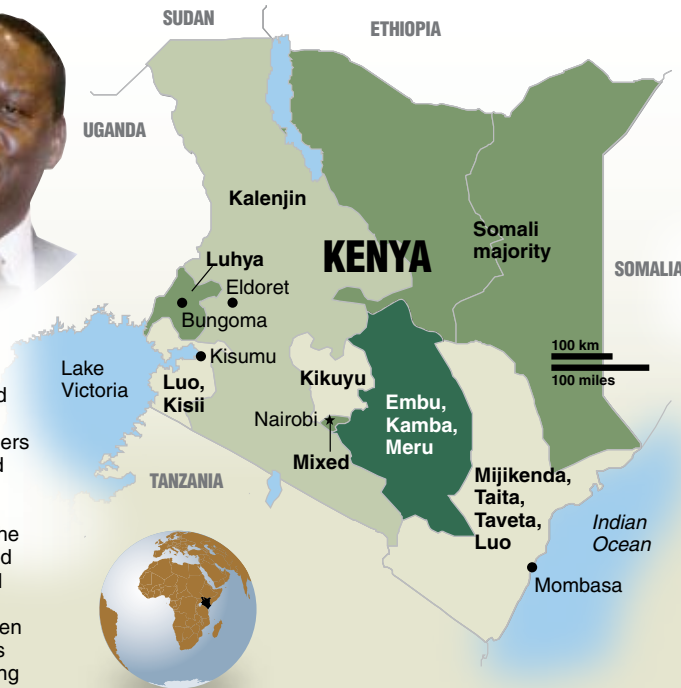 SUDAN
ETHIOPIA
UGANDA
Kalenjin
KENYA
Somali
majority
SOMALIA
Luhya
Eldoret
Bungoma
100 km
100 miles
Kisumu
Lake
Victoria
Luo,
Kisii
Kikuyu
Embu,
Kamba,
Meru
Nairobi
Mixed
TANZANIA
Mijikenda,
Taita,
Taveta,
Luo
Indian
Ocean
Mombasa